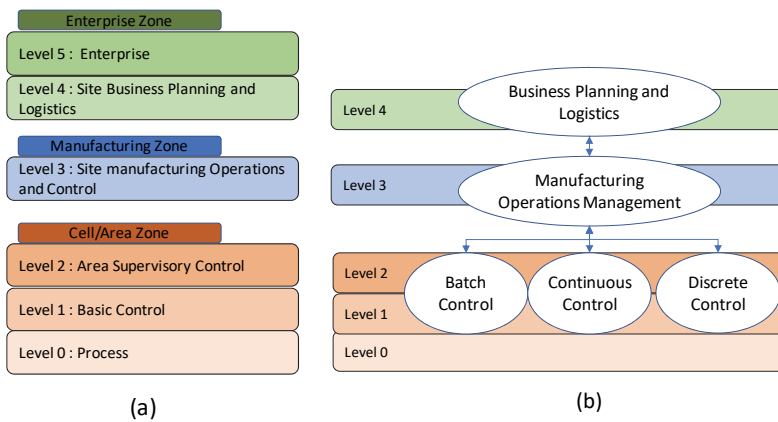 Enterprise Zone
Level 5 : Enterprise
Level 4 : Site Business Planning and
Logistics
Manufacturing Zone
Level 3 : Site manufacturing Operations
and Control
Cell/Area Zone
Level 2 : Area Supervisory Control
Level 1 : Basic Control
Level 0 : Process
(a)
Level 4
Business Planning and
Logistics
Level 3
Manufacturing
Operations Management
Level 2
Batch
Control
Continuous
Control
Discrete
Control
Level 1
Level 0
(b)